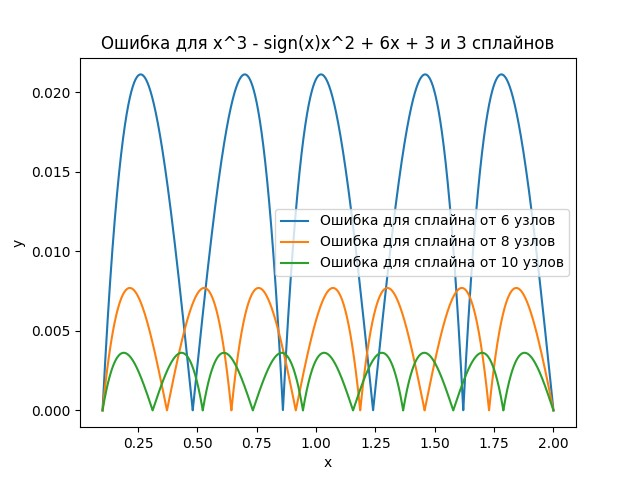 Ошибка для x^3 - sign(x)x^2 + 6x + 3 и 3 сплайнов
0.020
0.015
0.010
0.005
0.000
y
Ошибка для сплайна от 6 узлов
Ошибка для сплайна от 8 узлов
Ошибка для сплайна от 10 узлов
0.25 0.50 0.75 1.00 1.25 1.50 1.75 2.00
x